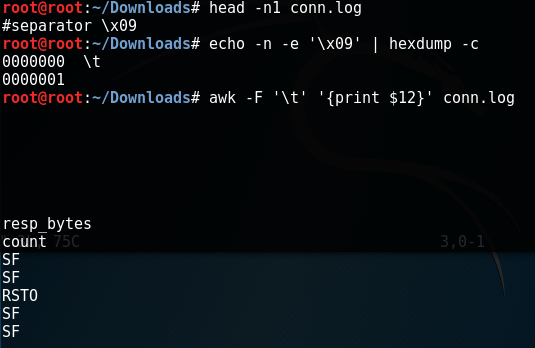 root@root:~/Downloads# head -n1 conn.log
#separator \x09
root@root:~/Downloads# echo -n -e '\x09' | hexdump -c
0000000  \t
0000001
root@root:~/Downloads# awk -F '\t' '{print $12}' conn.log
resp_bytes
count 75C 3,0-1
SF
SF
RSTO
SF
SF